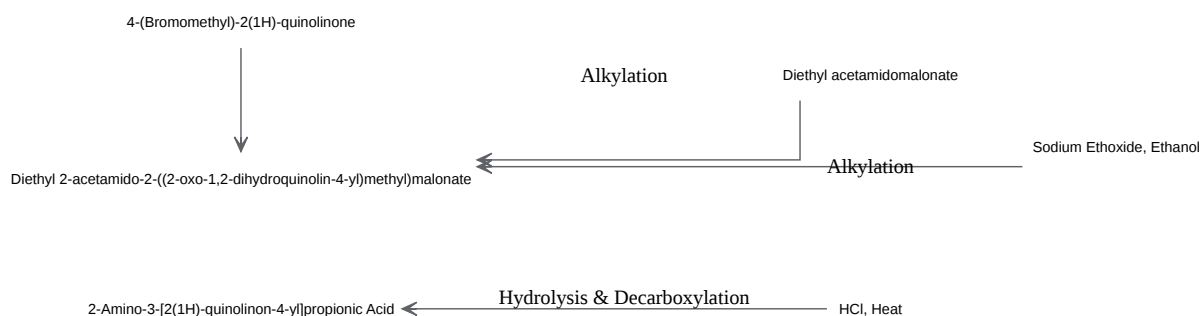 4-(Bromomethyl)-2(1H)-quinolinone
Alkylation
Diethyl acetamidomalonate
Sodium Ethoxide, Ethanol
Alkylation
Diethyl 2-acetamido-2-((2-oxo-1,2-dihydroquinolin-4-yl)methyl)malonate
Hydrolysis & Decarboxylation
2-Amino-3-[2(1H)-quinolinon-4-yl]propionic Acid
HCl, Heat